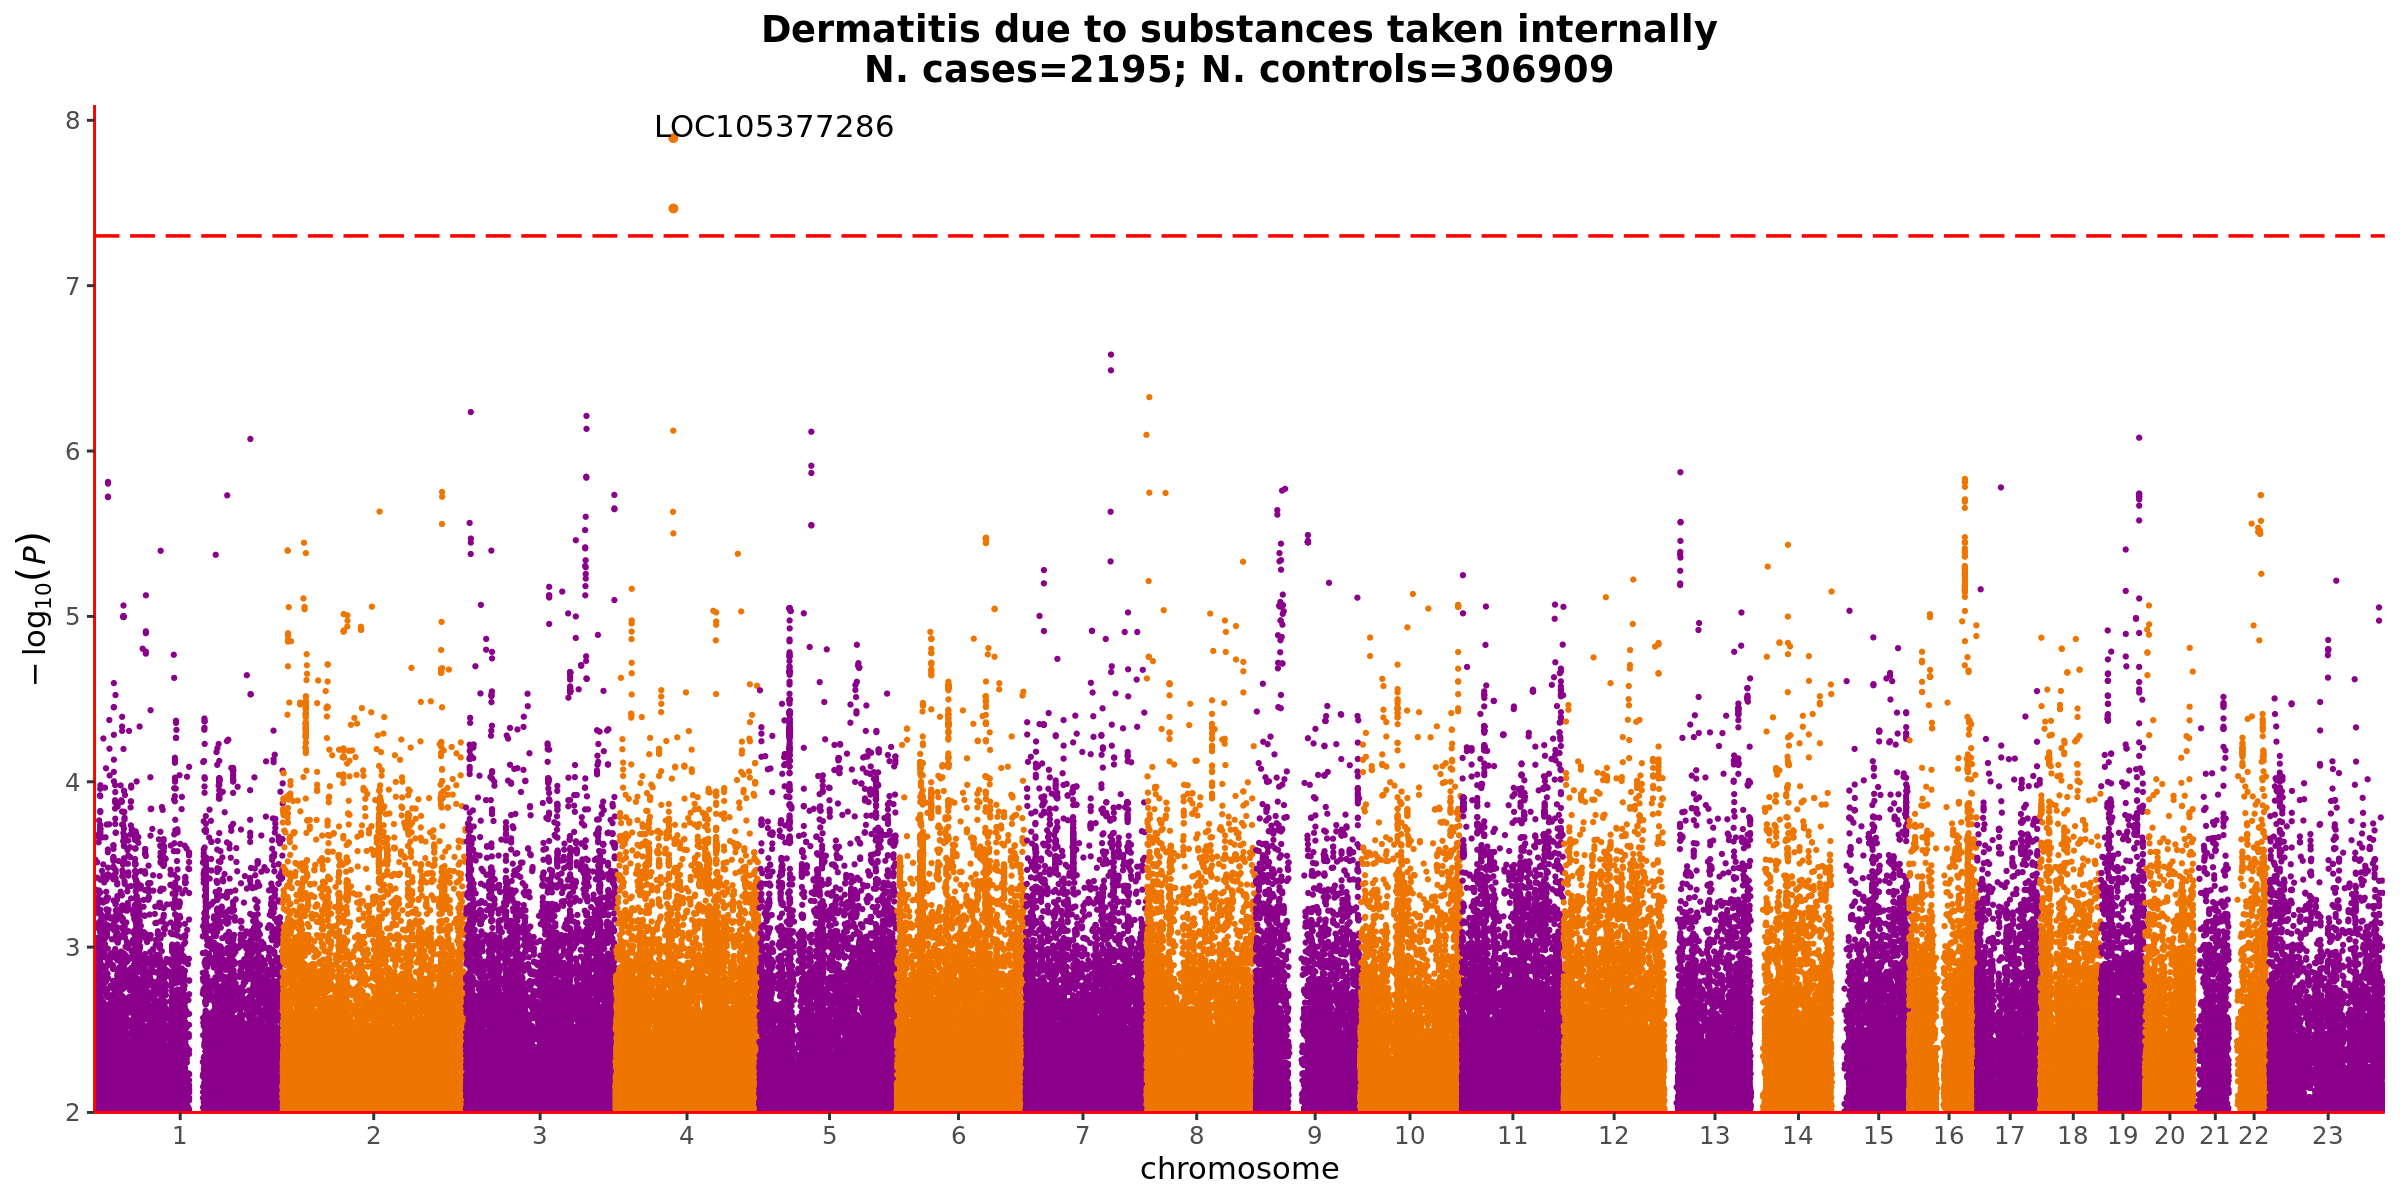 Dermatitis due to substances taken internally
N. cases=2195; N. controls=306909
LOC105377286
8
7
6
5
4
3
2
−log10(P)
1 2 3 4 5 6 7 8 9 10 11 12 13 14 15 16 17 18 19 20 21 22 23
chromosome